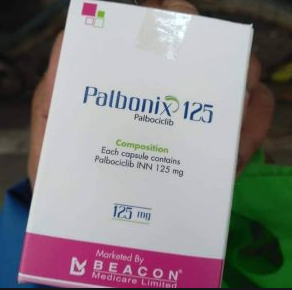 Palbonix 125
Palbociclib
Composition
Each capsule contains
Palbociclib INN 125 mg
125 mg
Marketed By
BEACON®
Medicare Limited